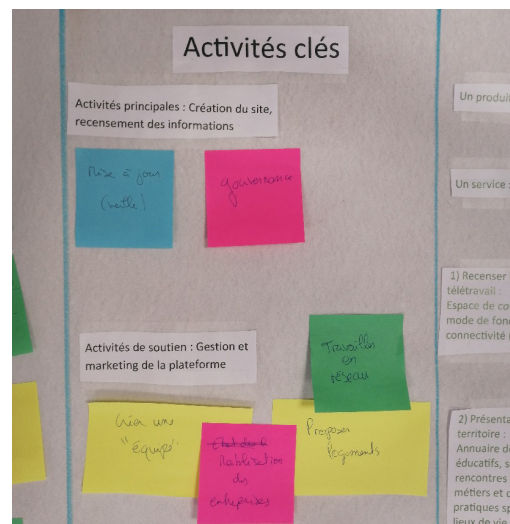 Activités clés
Activités principales : Création du site,
recensement des informations
Mise à jour
(veille)
gouvernance
Activités de soutien : Gestion et
marketing de la plateforme
Travailler
en
réseau
Créer une
"équipe"
Proposer
logements
Mobilisation
des
entreprises
Un produi
Un service :
1) Recenser
télétravail :
Espace de co
mode de fon
connectivité
2) Présenta
territoire :
Annuaire de
éducatifs, s
rencontres
métiers et
pratiques sp
lieux de vie